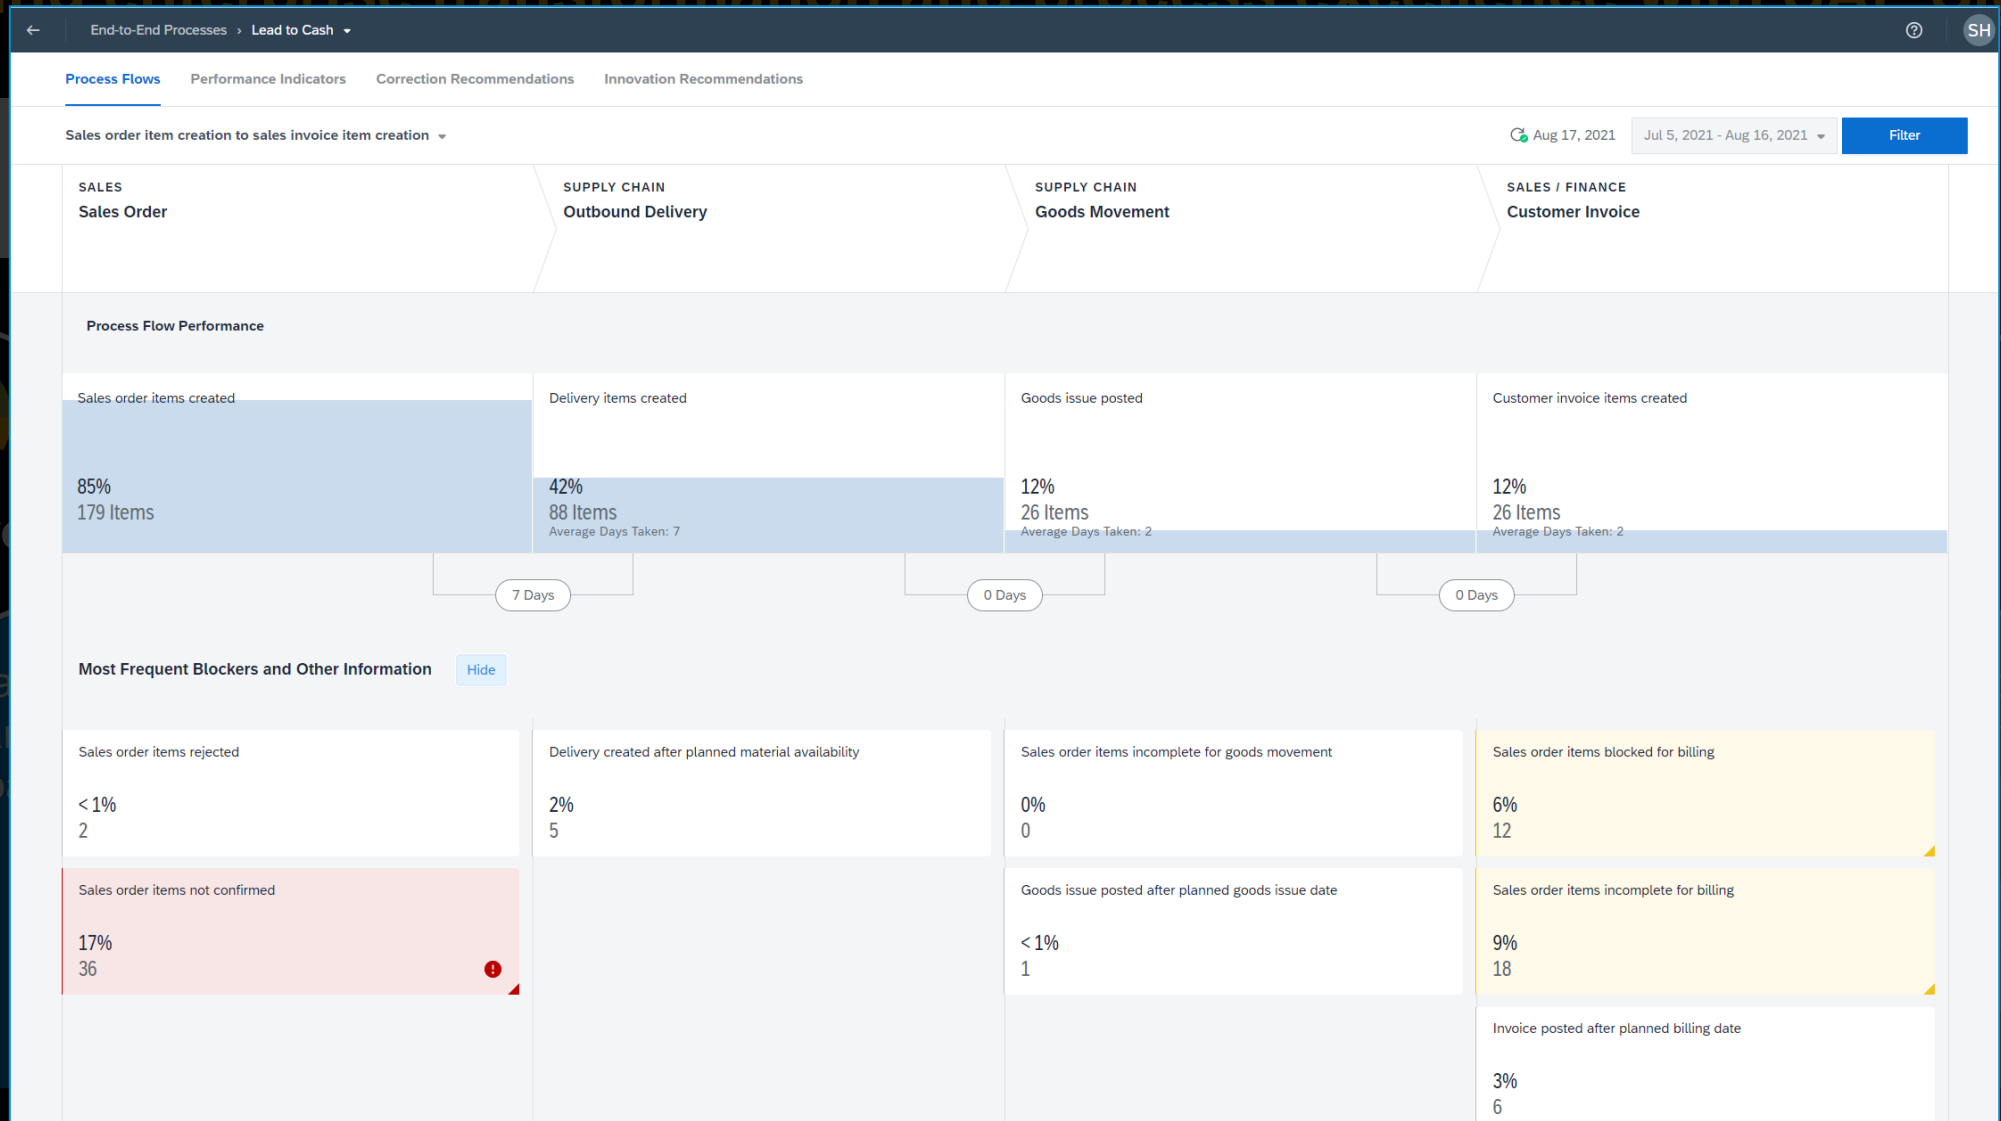 End-to-End Processes › Lead to Cash
SH
Process Flows
Performance Indicators
Correction Recommendations
Innovation Recommendations
Sales order item creation to sales invoice item creation
Aug 17, 2021
Jul 5, 2021 - Aug 16, 2021
Filter
SALES
Sales Order
SUPPLY CHAIN
Outbound Delivery
SUPPLY CHAIN
Goods Movement
SALES / FINANCE
Customer Invoice
Process Flow Performance
Sales order items created
85%
179 Items
Delivery items created
42%
88 Items
Average Days Taken: 7
Goods issue posted
12%
26 Items
Average Days Taken: 2
Customer invoice items created
12%
26 Items
Average Days Taken: 2
7 Days
0 Days
0 Days
Most Frequent Blockers and Other Information
Hide
Sales order items rejected
< 1%
2
Delivery created after planned material availability
2%
5
Sales order items incomplete for goods movement
0%
0
Sales order items blocked for billing
6%
12
Sales order items not confirmed
17%
36
Goods issue posted after planned goods issue date
< 1%
1
Sales order items incomplete for billing
9%
18
Invoice posted after planned billing date
3%
6